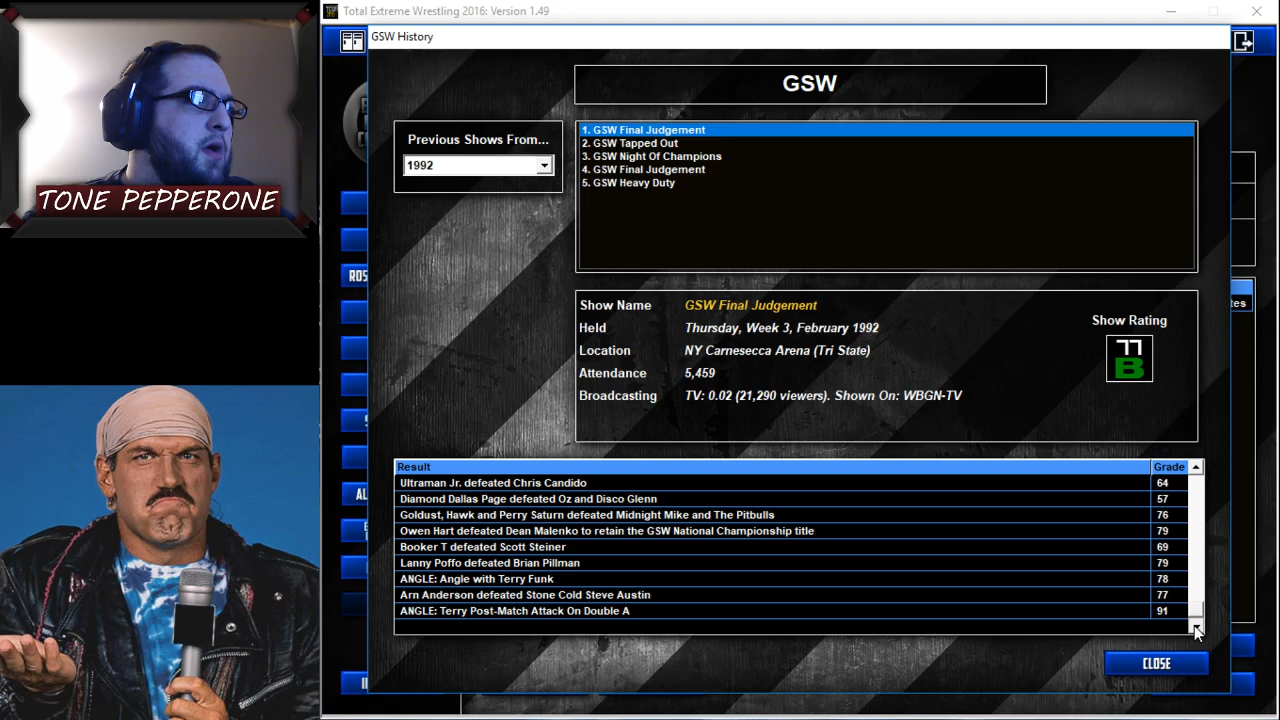 Total Extreme Wrestling 2016: Version 1.49
GSW History
GSW
Previous Shows From...
1992
1. GSW Final Judgement
2. GSW Tapped Out
3. GSW Night Of Champions
4. GSW Final Judgement
5. GSW Heavy Duty
TONE PEPPERONE
ROS
tes
Show Name GSW Final Judgement
Held Thursday, Week 3, February 1992
Location NY Carnesecca Arena (Tri State)
Attendance 5,459
Broadcasting TV: 0.02 (21,290 viewers). Shown On: WBGN-TV
Show Rating
77
B
Result Grade
Ultraman Jr. defeated Chris Candido 64
Diamond Dallas Page defeated Oz and Disco Glenn 57
Goldust, Hawk and Perry Saturn defeated Midnight Mike and The Pitbulls 76
Owen Hart defeated Dean Malenko to retain the GSW National Championship title 79
Booker T defeated Scott Steiner 69
Lanny Poffo defeated Brian Pillman 79
ANGLE: Angle with Terry Funk 78
Arn Anderson defeated Stone Cold Steve Austin 77
ANGLE: Terry Post-Match Attack On Double A 91
AL
CLOSE